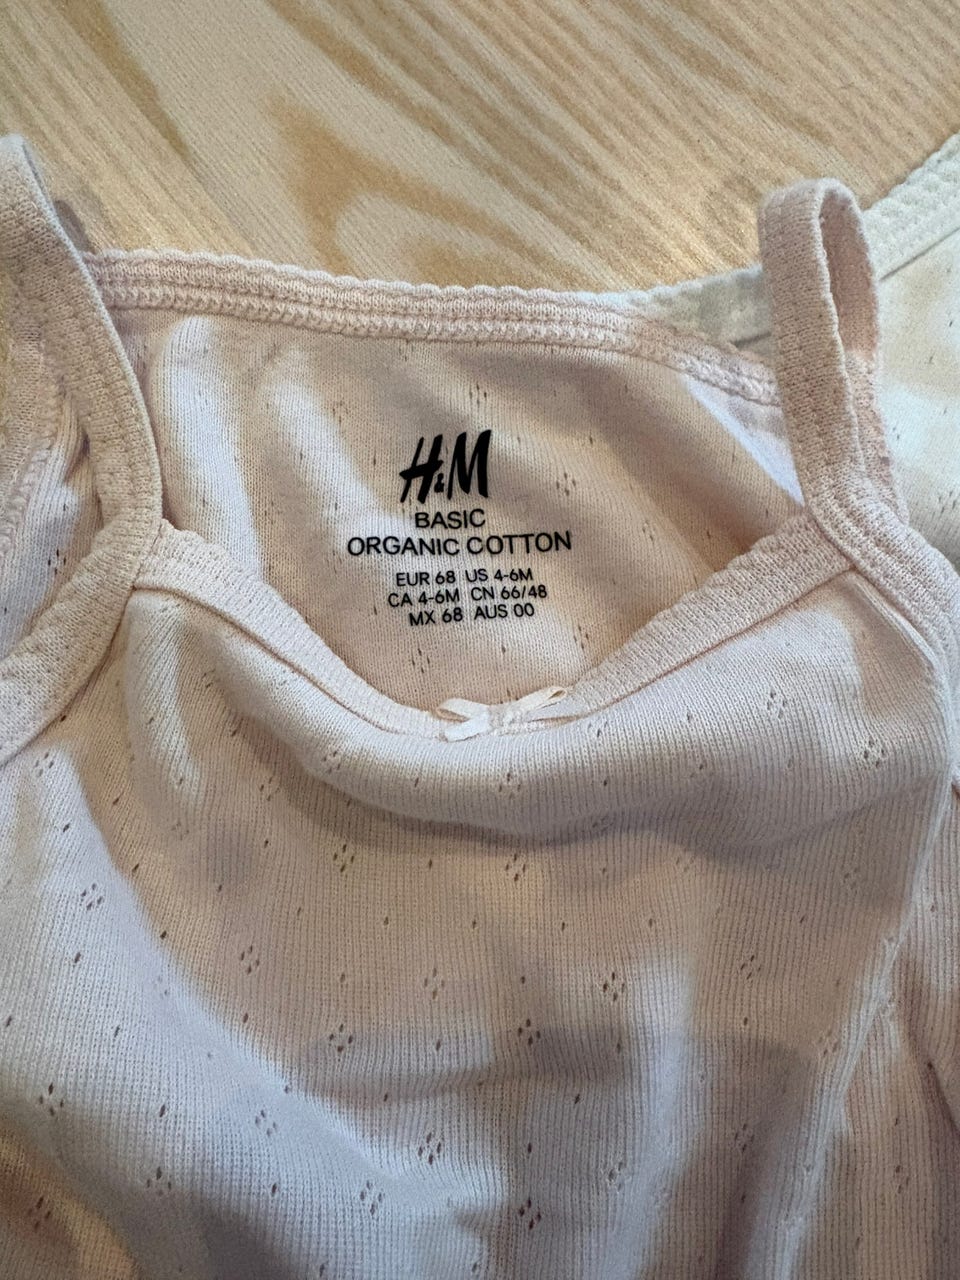 H&M
BASIC
ORGANIC COTTON
EUR 68 US 4-6M
CA 4-6M CN 66/48
MX 68 AUS 00